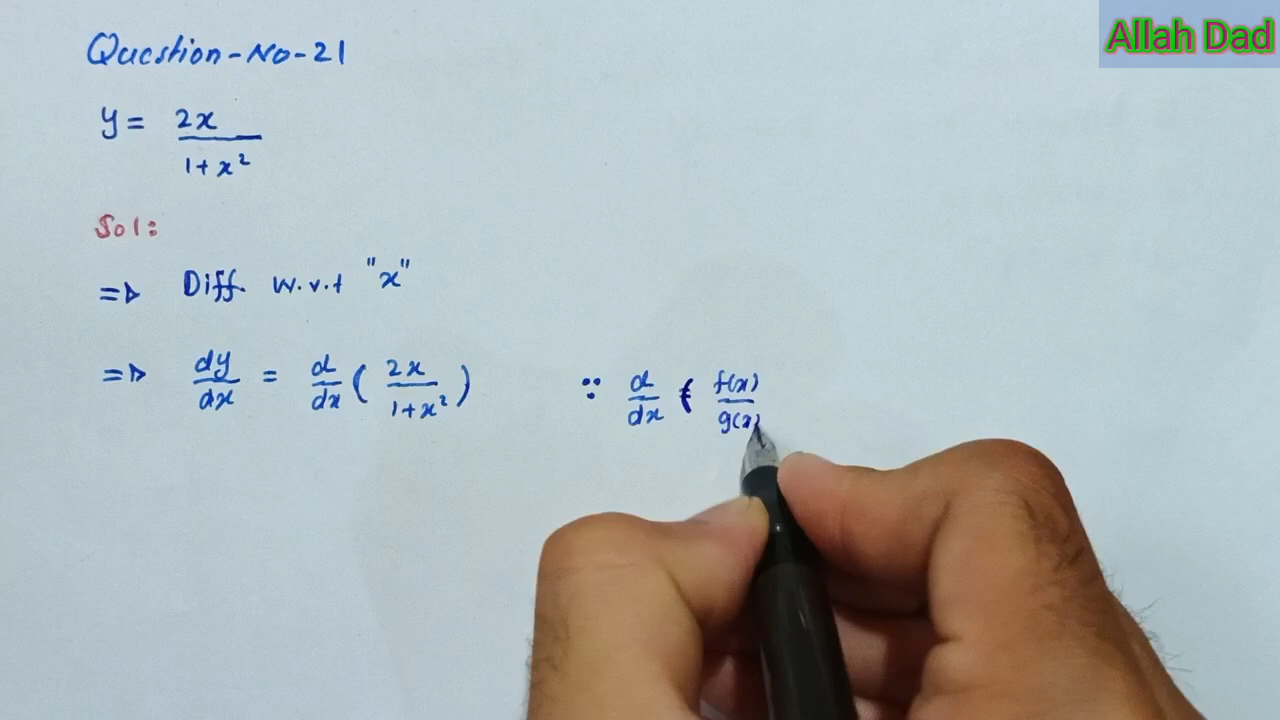 Allah Dad
Question-No-21
y = 2x / 1+x²
Sol:
=> Diff. w.r.t "x"
=> dy/dx = d/dx ( 2x / 1+x² ) ∵ d/dx ( f(x) / g(x)